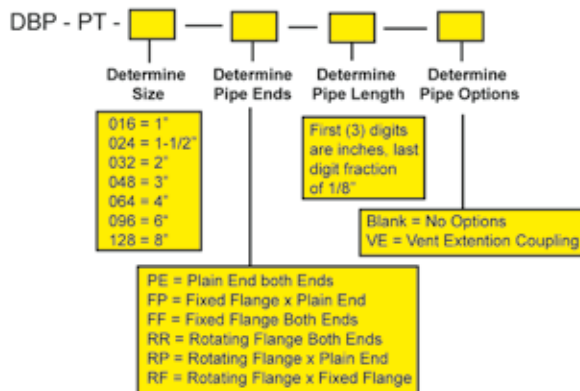 DBP - PT -
Determine Size
Determine Pipe Ends
Determine Pipe Length
Determine Pipe Options
016 = 1"
024 = 1-1/2"
032 = 2"
048 = 3"
064 = 4"
096 = 6"
128 = 8"
First (3) digits
are inches, last
digit fraction
of 1/8"
Blank = No Options
VE = Vent Extention Coupling
PE = Plain End both Ends
FP = Fixed Flange x Plain End
FF = Fixed Flange Both Ends
RR = Rotating Flange Both Ends
RP = Rotating Flange x Plain End
RF = Rotating Flange x Fixed Flange